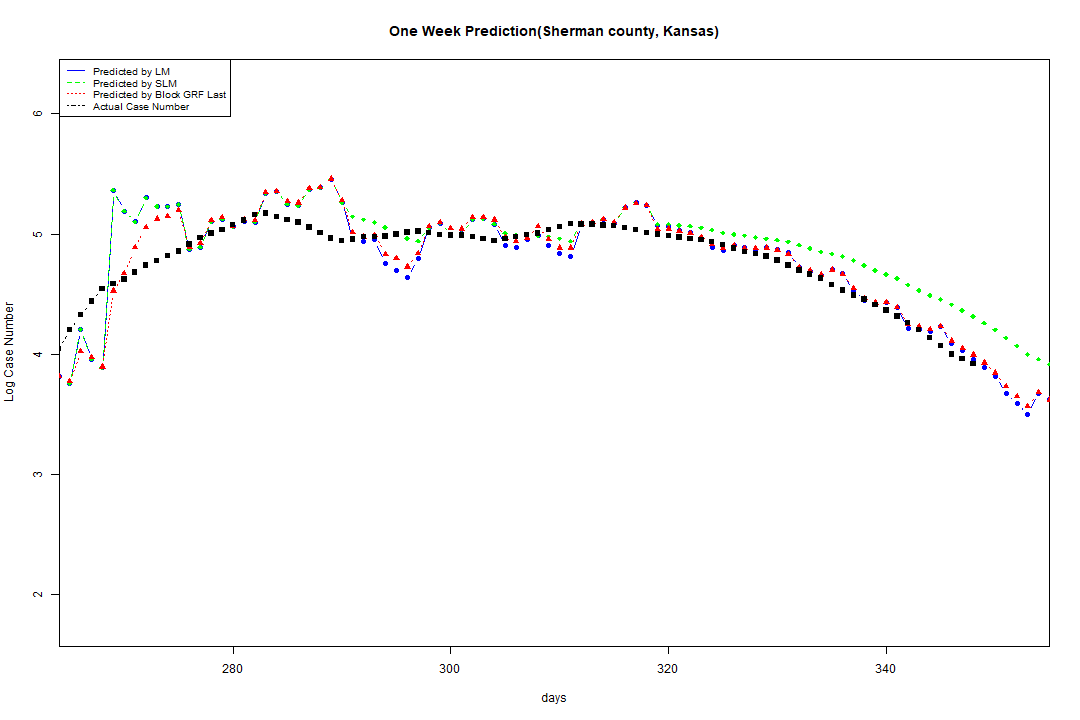 One Week Prediction(Sherman county, Kansas)
Predicted by LM
Predicted by SLM
Predicted by Block GRF Last
Actual Case Number
6
5
4
3
2
Log Case Number
280 300 320 340
days